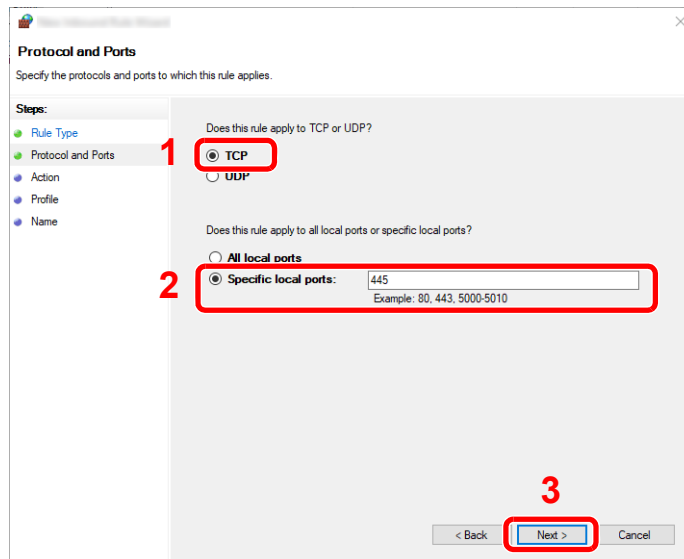 Protocol and Ports
Specify the protocols and ports to which this rule applies.
Steps:
Rule Type
Protocol and Ports
Action
Profile
Name
Does this rule apply to TCP or UDP?
1
TCP
UDP
Does this rule apply to all local ports or specific local ports?
All local ports
2
Specific local ports:
445
Example: 80, 443, 5000-5010
3
< Back
Next >
Cancel